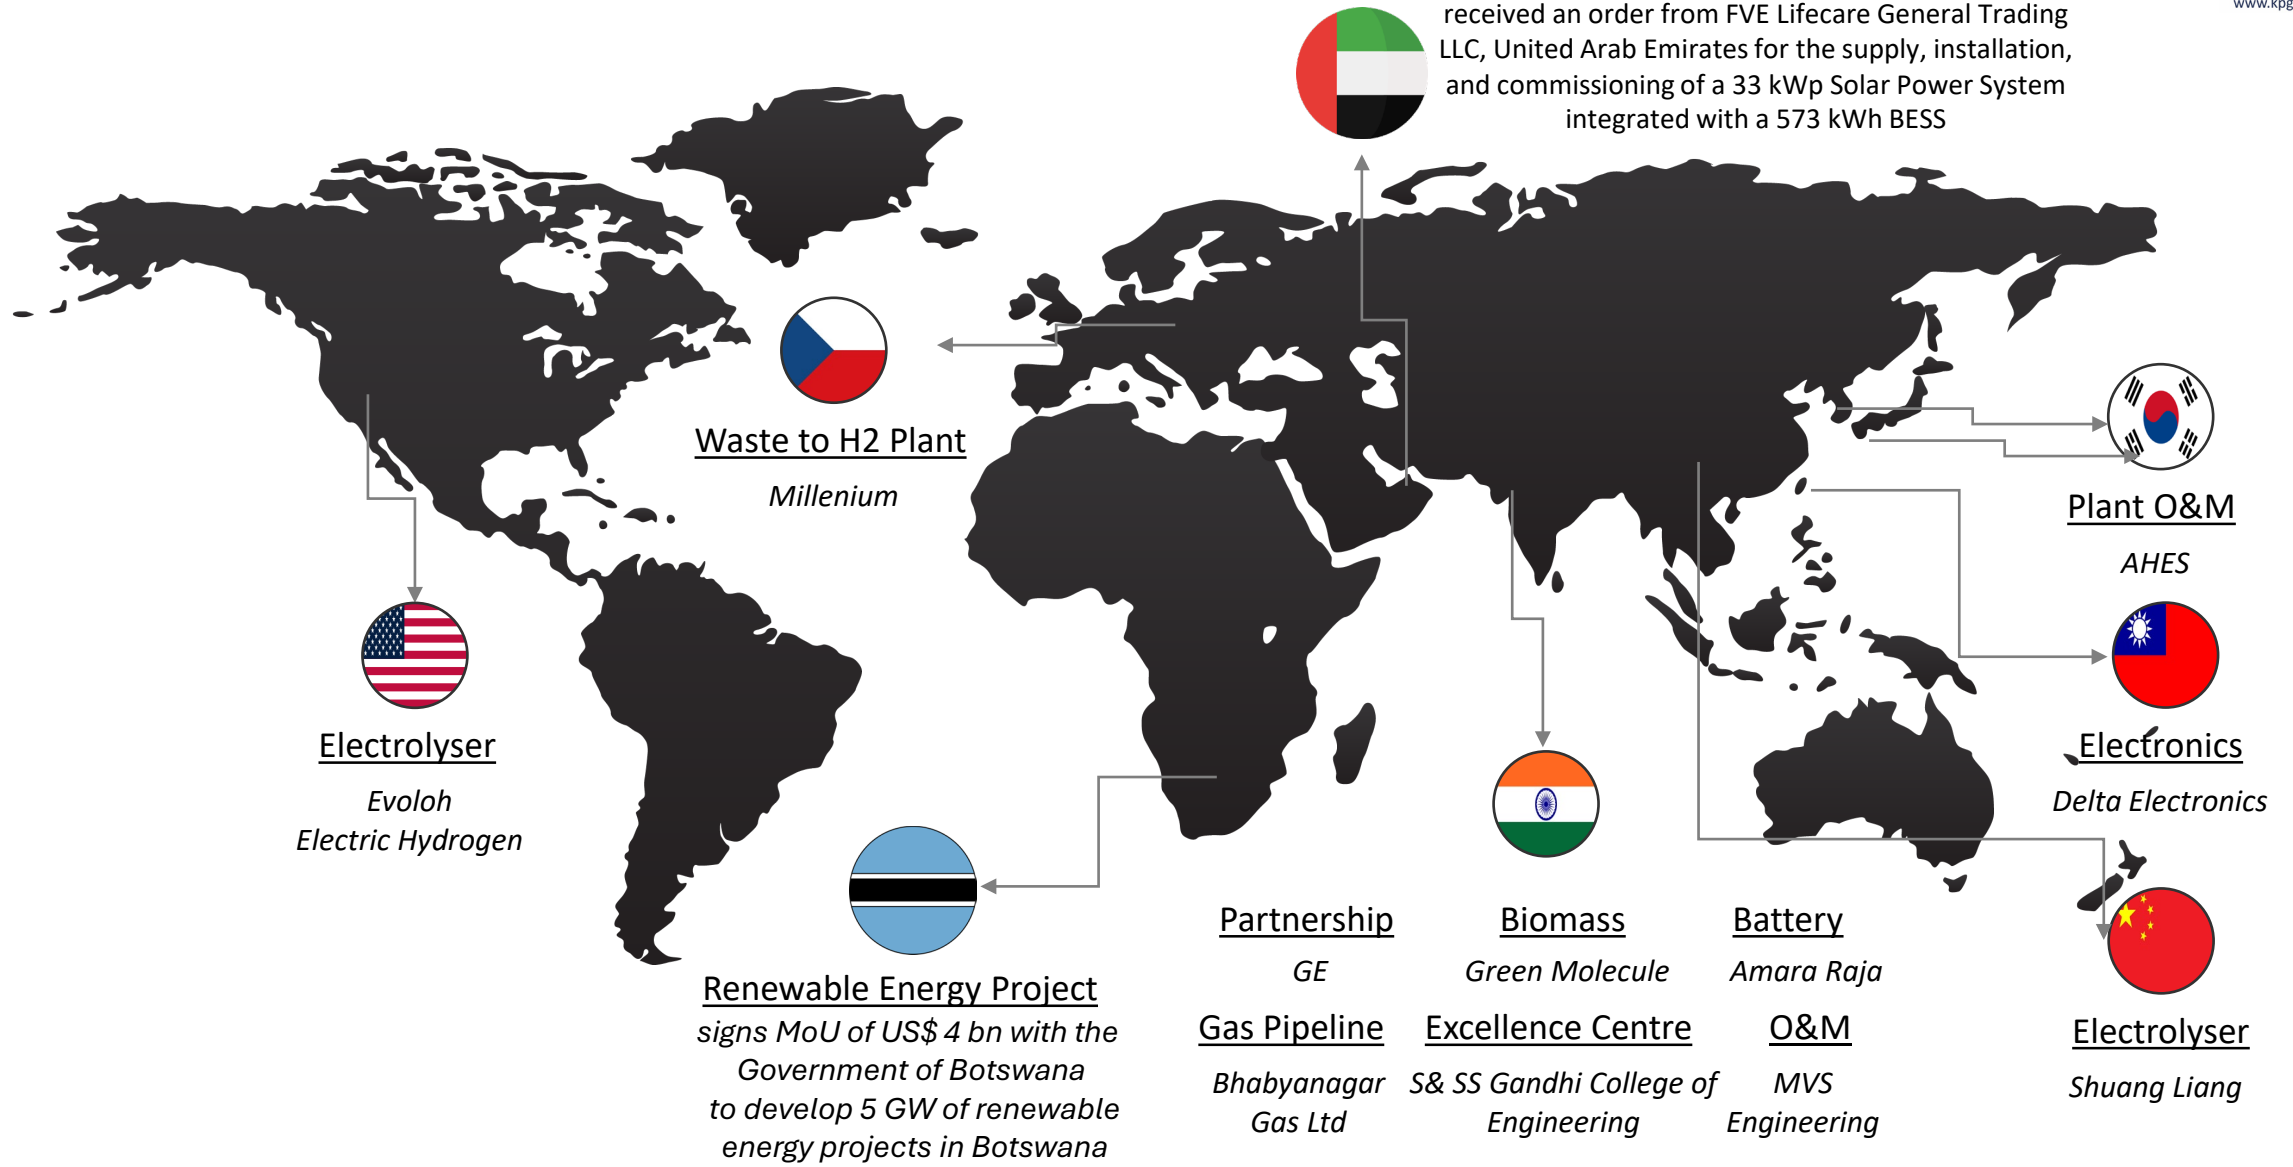 www.kpg
received an order from FVE Lifecare General Trading
LLC, United Arab Emirates for the supply, installation,
and commissioning of a 33 kWp Solar Power System
integrated with a 573 kWh BESS
Waste to H2 Plant
Millenium
Plant O&M
AHES
Electrolyser
Evoloh
Electric Hydrogen
Electronics
Delta Electronics
Renewable Energy Project
signs MoU of US$ 4 bn with the
Government of Botswana
to develop 5 GW of renewable
energy projects in Botswana
Partnership
GE
Gas Pipeline
Bhabyanagar
Gas Ltd
Biomass
Green Molecule
Excellence Centre
S& SS Gandhi College of
Engineering
Battery
Amara Raja
O&M
MVS
Engineering
Electrolyser
Shuang Liang